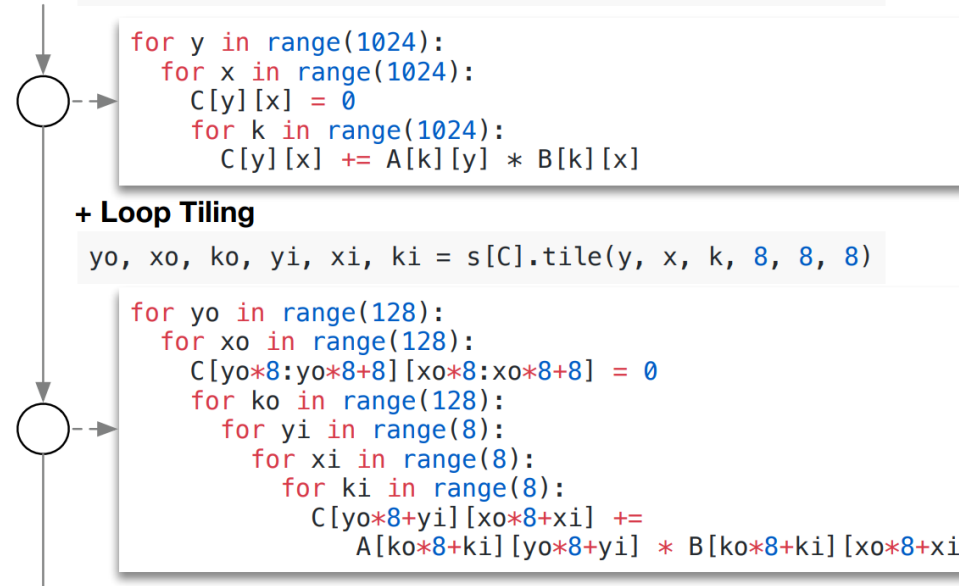 for y in range(1024):
  for x in range(1024):
    C[y][x] = 0
    for k in range(1024):
      C[y][x] += A[k][y] * B[k][x]
+ Loop Tiling
yo, xo, ko, yi, xi, ki = s[C].tile(y, x, k, 8, 8, 8)
for yo in range(128):
  for xo in range(128):
    C[yo*8:yo*8+8][xo*8:xo*8+8] = 0
    for ko in range(128):
      for yi in range(8):
        for xi in range(8):
          for ki in range(8):
            C[yo*8+yi][xo*8+xi] +=
               A[ko*8+ki][yo*8+yi] * B[ko*8+ki][xo*8+xi